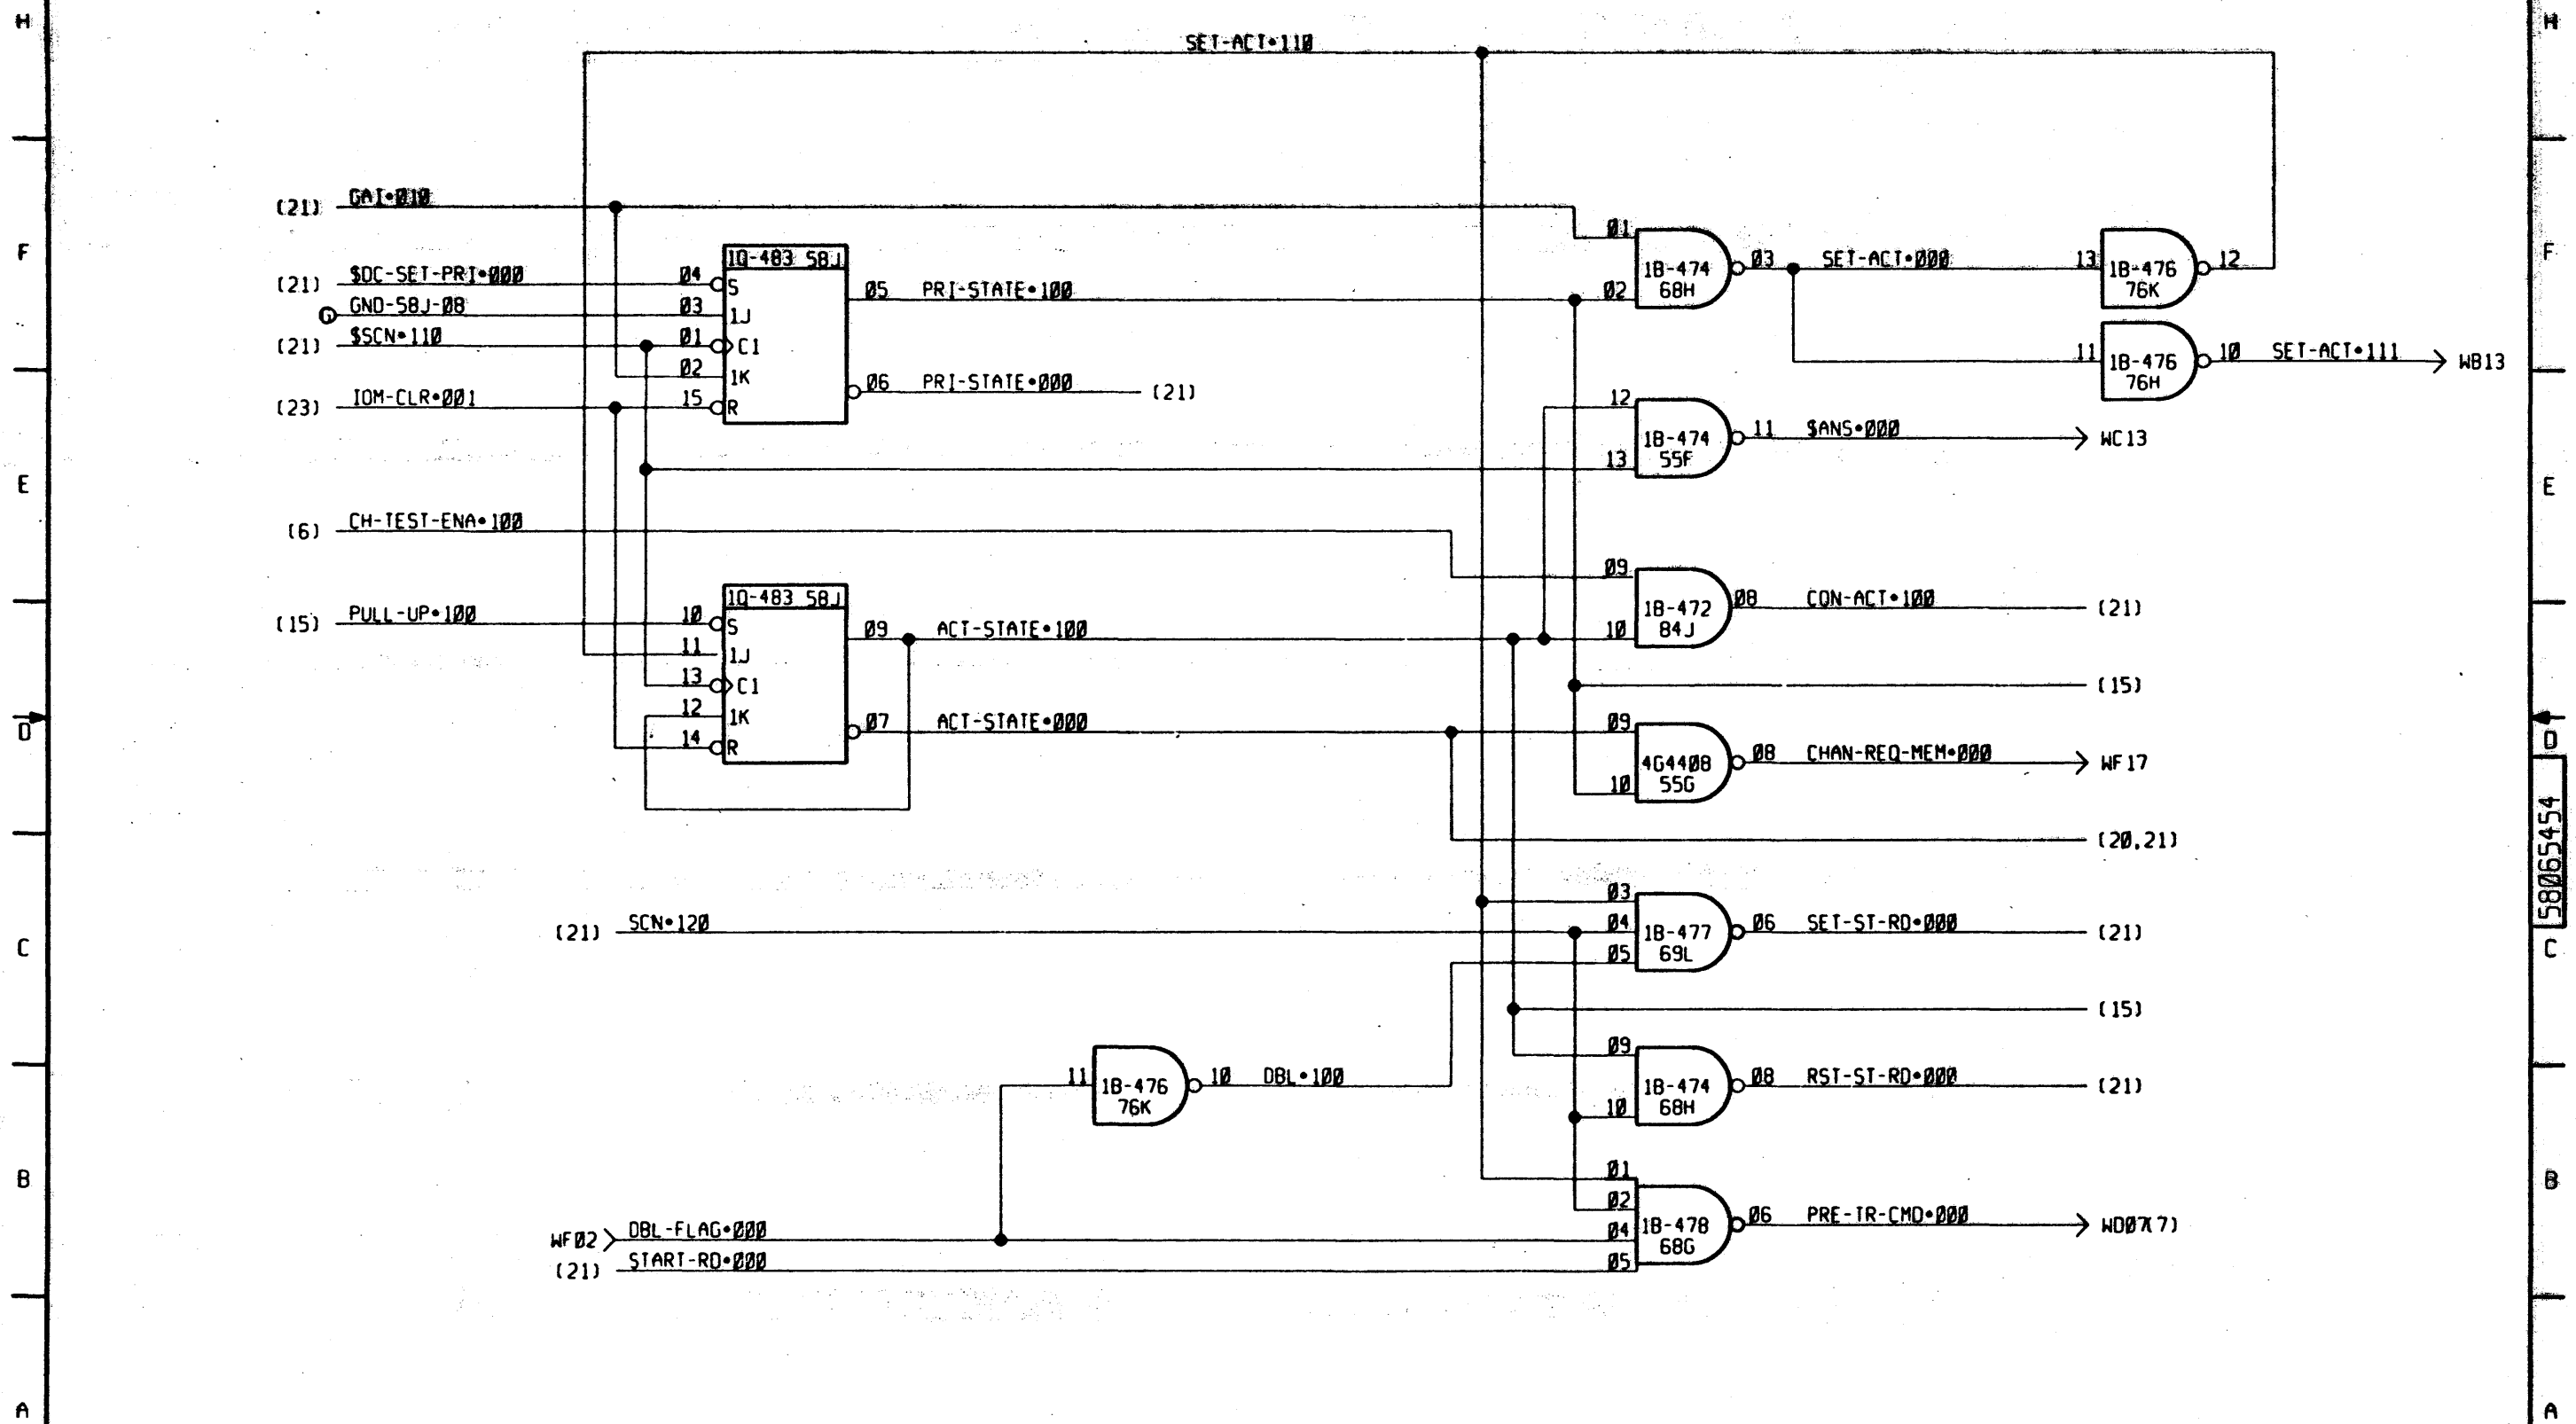 H H
SET-ACT•110
(21) GAI•010
01
F 1Q-483 58J F
(21) $DC-SET-PRI•000 04 S
1B-474 68H 03 SET-ACT•000 13 1B-476 76K 12
05 PRI-STATE•100 02
G GND-58J-08 03 1J
(21) $SCN•110 01 C1
02 1K
11 1B-476 76H 10 SET-ACT•111 WB13
06 PRI-STATE•000 (21)
(23) IOM-CLR•001 15 R
12
1B-474 55F 11 $ANS•000 WC13
13
E E
(6) CH-TEST-ENA•100
09
1Q-483 58J
1B-472 84J 08 CON-ACT•100 (21)
(15) PULL-UP•100 10 S
09 ACT-STATE•100 10
11 1J
13 C1 (15)
12 1K
D 07 ACT-STATE•000 09 D
14 R
4G4408 55G 08 CHAN-REQ-MEM•000 WF17
10
(20,21)
58065454
03
(21) SCN•120 04 1B-477 69L 06 SET-ST-RD•000 (21)
C 05 C
(15)
09
11 1B-476 76K 10 DBL•100
1B-474 68H 08 RST-ST-RD•000 (21)
10
B 01 B
02
1B-478 68G 06 PRE-TR-CMD•000 WD07(7)
WF02 DBL-FLAG•000 04
(21) START-RD•000 05
A A